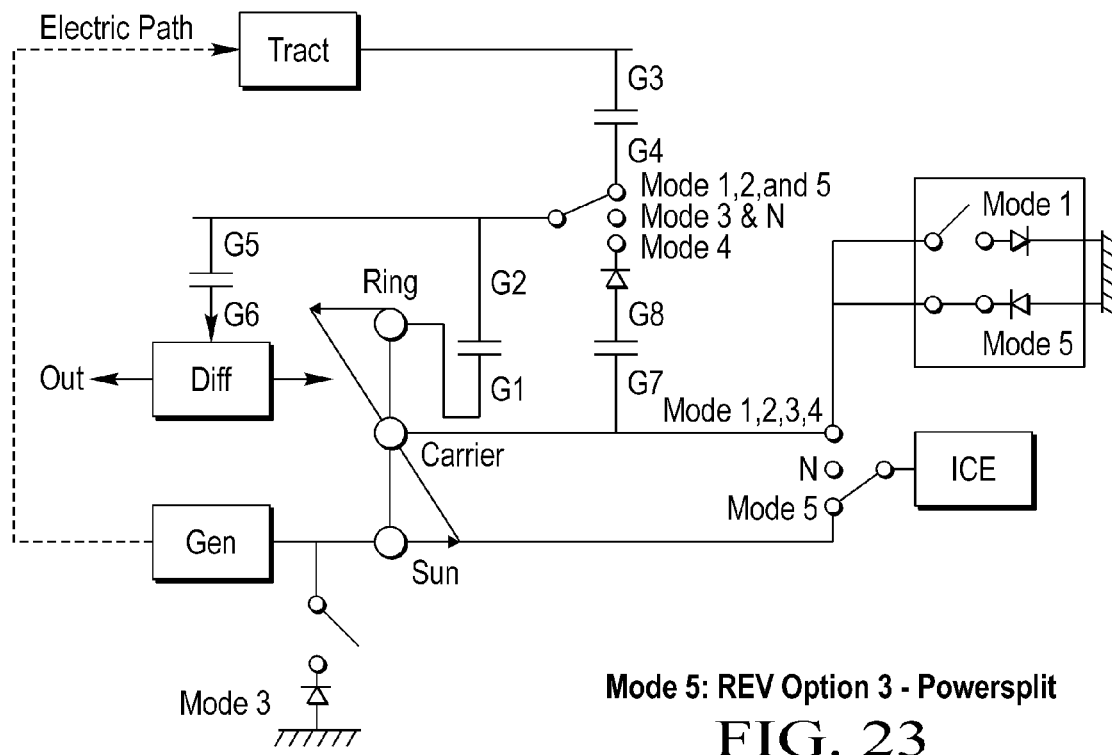 Electric Path
Tract
G3
G4
Mode 1,2,and 5
Mode 3 & N
Mode 4
Mode 1
Mode 5
G5
G6
G2
G1
Ring
G8
G7
Out
Diff
Mode 1,2,3,4
Carrier
N
ICE
Mode 5
Gen
Sun
Mode 3
Mode 5: REV Option 3 - Powersplit
FIG. 23